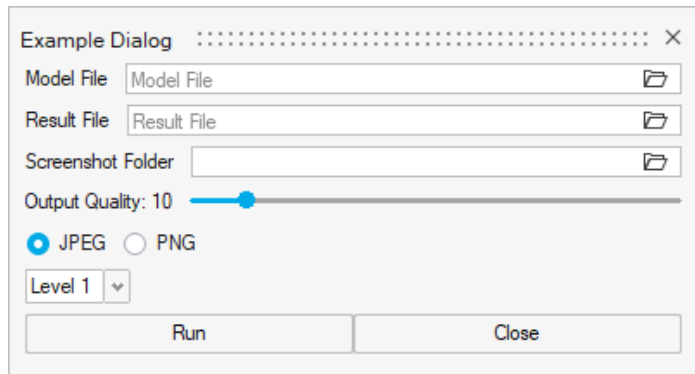 Example Dialog
Model File Model File
Result File Result File
Screenshot Folder
Output Quality: 10
JPEG PNG
Level 1
Run Close